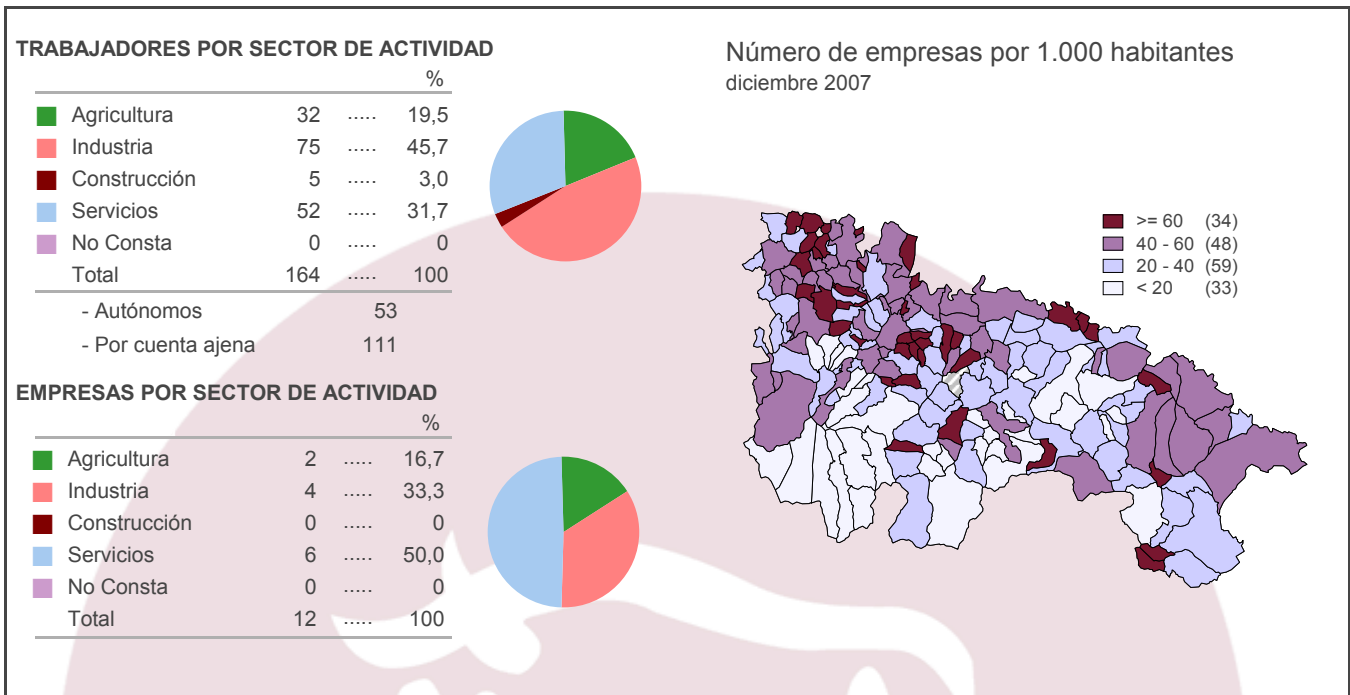 TRABAJADORES POR SECTOR DE ACTIVIDAD
%
Agricultura 32 ..... 19,5
Industria 75 ..... 45,7
Construcción 5 ..... 3,0
Servicios 52 ..... 31,7
No Consta 0 ..... 0
Total 164 ..... 100
- Autónomos 53
- Por cuenta ajena 111
EMPRESAS POR SECTOR DE ACTIVIDAD
%
Agricultura 2 ..... 16,7
Industria 4 ..... 33,3
Construcción 0 ..... 0
Servicios 6 ..... 50,0
No Consta 0 ..... 0
Total 12 ..... 100
Número de empresas por 1.000 habitantes
diciembre 2007
>= 60 (34)
40 - 60 (48)
20 - 40 (59)
< 20 (33)